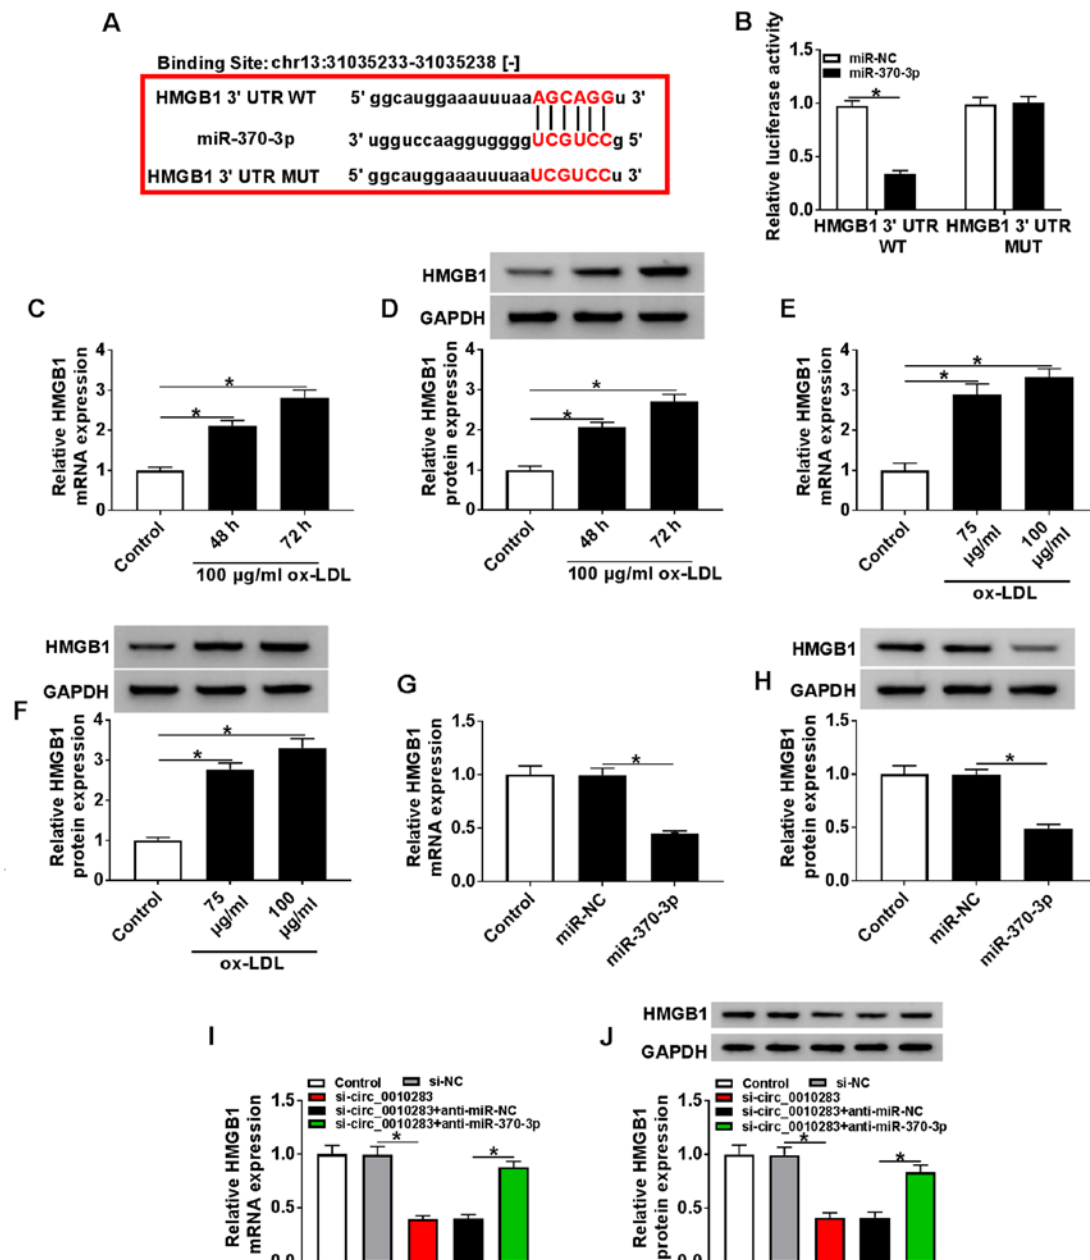 A
Binding Site: chr13:31035233-31035238 [-]
HMGB1 3' UTR WT 5' ggcauggaaauuuaaAGCAGGu 3'
miR-370-3p 3' ugguccaagguggggUCGUCCg 5'
HMGB1 3' UTR MUT 5' ggcauggaaauuuaaUCGUCCu 3'
B
Relative luciferase activity
1.5
1.0
0.5
0.0
miR-NC
miR-370-3p
*
HMGB1 3' UTR WT
HMGB1 3' UTR MUT
C
Relative HMGB1
mRNA expression
4
3
2
1
0
*
*
Control
48 h
72 h
100 µg/ml ox-LDL
D
HMGB1
GAPDH
Relative HMGB1
protein expression
4
3
2
1
0
*
*
Control
48 h
72 h
100 µg/ml ox-LDL
E
Relative HMGB1
mRNA expression
4
3
2
1
0
*
*
Control
75 µg/ml
100 µg/ml
ox-LDL
F
HMGB1
GAPDH
Relative HMGB1
protein expression
4
3
2
1
0
*
*
Control
75 µg/ml
100 µg/ml
ox-LDL
G
Relative HMGB1
mRNA expression
1.5
1.0
0.5
0.0
*
Control
miR-NC
miR-370-3p
H
HMGB1
GAPDH
Relative HMGB1
protein expression
1.5
1.0
0.5
0.0
*
Control
miR-NC
miR-370-3p
I
Relative HMGB1
mRNA expression
1.5
1.0
0.5
0.0
Control si-NC
si-circ_0010283
si-circ_0010283+anti-miR-NC
si-circ_0010283+anti-miR-370-3p
*
*
J
HMGB1
GAPDH
Relative HMGB1
protein expression
1.5
1.0
0.5
0.0
Control si-NC
si-circ_0010283
si-circ_0010283+anti-miR-NC
si-circ_0010283+anti-miR-370-3p
*
*